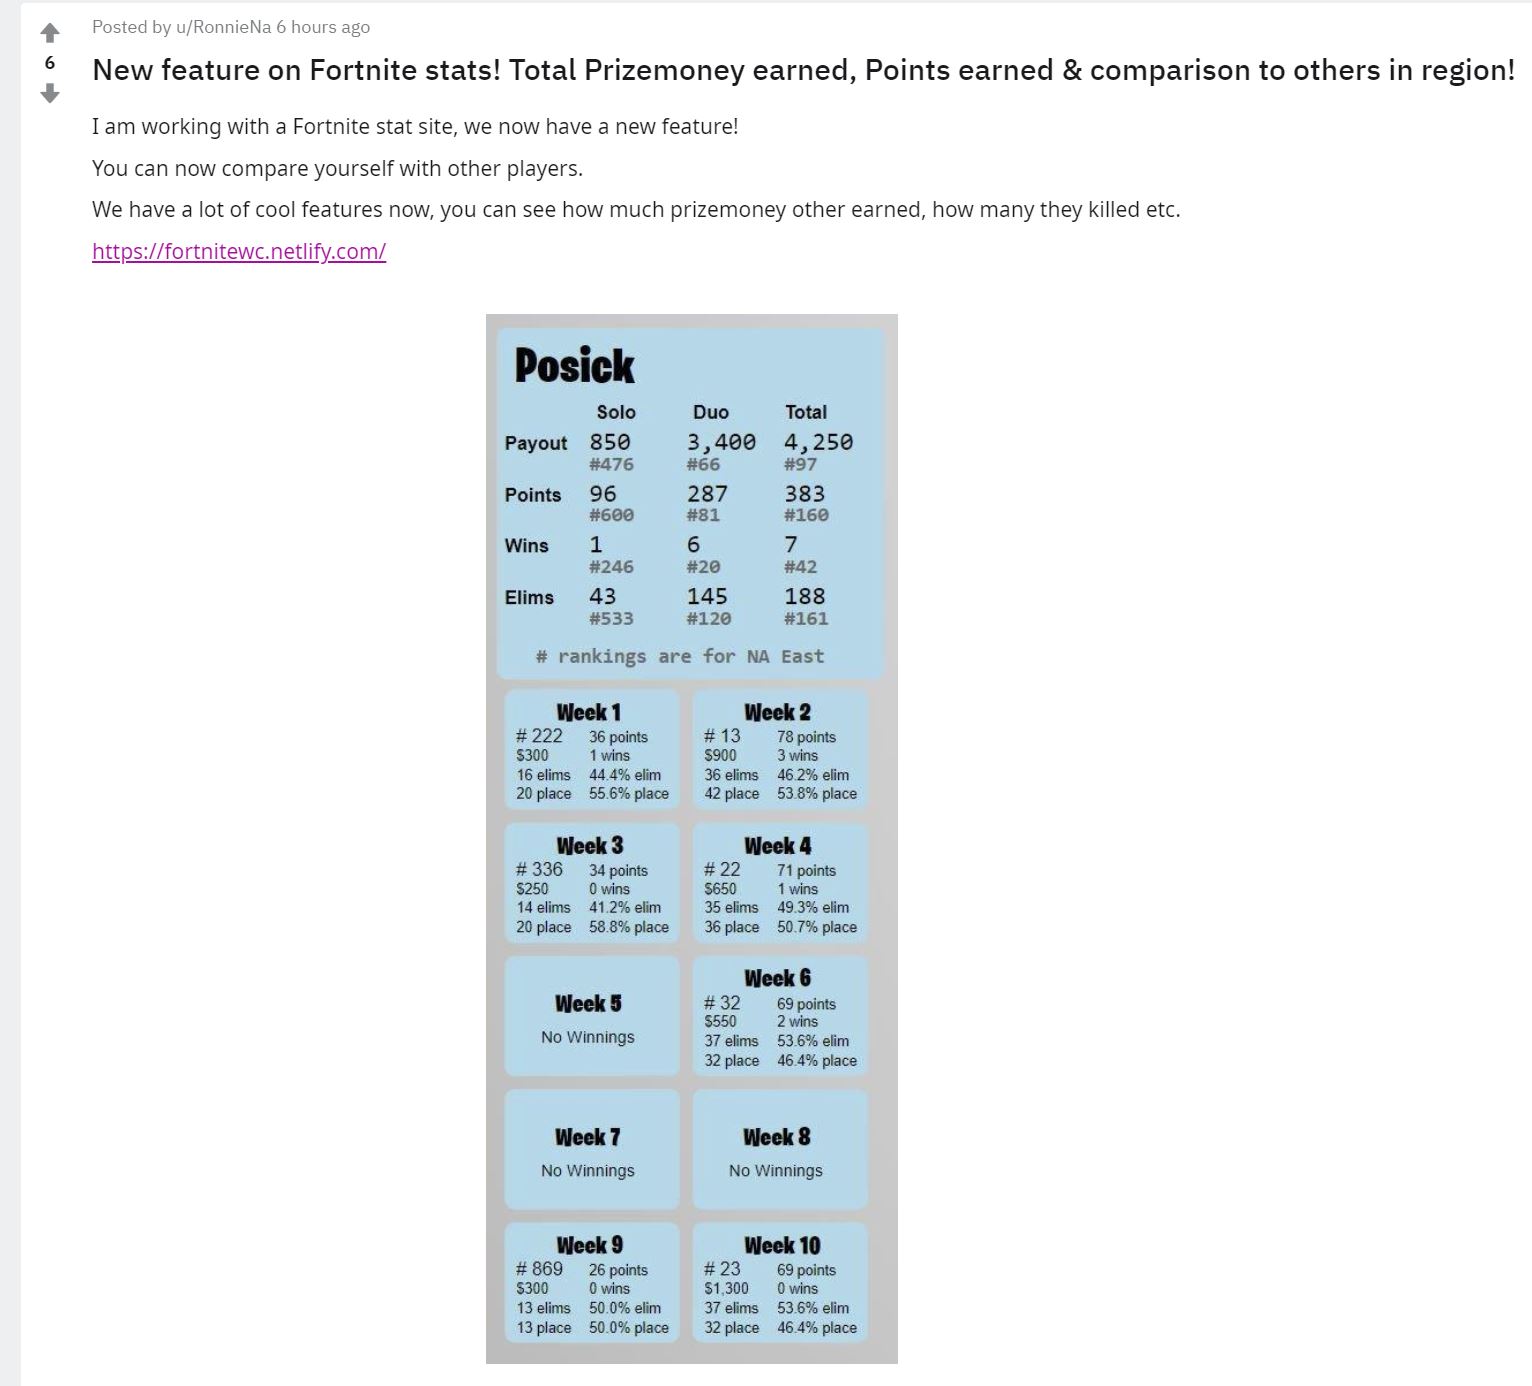 Posted by u/RonnieNa 6 hours ago
6
New feature on Fortnite stats! Total Prizemoney earned, Points earned & comparison to others in region!
I am working with a Fortnite stat site, we now have a new feature!
You can now compare yourself with other players.
We have a lot of cool features now, you can see how much prizemoney other earned, how many they killed etc.
https://fortnitewc.netlify.com/
Posick
Solo Duo Total
Payout 850 3,400 4,250
#476 #66 #97
Points 96 287 383
#600 #81 #160
Wins 1 6 7
#246 #20 #42
Elims 43 145 188
#533 #120 #161
# rankings are for NA East
Week 1
# 222 36 points
$300 1 wins
16 elims 44.4% elim
20 place 55.6% place
Week 2
# 13 78 points
$900 3 wins
36 elims 46.2% elim
42 place 53.8% place
Week 3
# 336 34 points
$250 0 wins
14 elims 41.2% elim
20 place 58.8% place
Week 4
# 22 71 points
$650 1 wins
35 elims 49.3% elim
36 place 50.7% place
Week 5
No Winnings
Week 6
# 32 69 points
$550 2 wins
37 elims 53.6% elim
32 place 46.4% place
Week 7
No Winnings
Week 8
No Winnings
Week 9
# 869 26 points
$300 0 wins
13 elims 50.0% elim
13 place 50.0% place
Week 10
# 23 69 points
$1,300 0 wins
37 elims 53.6% elim
32 place 46.4% place